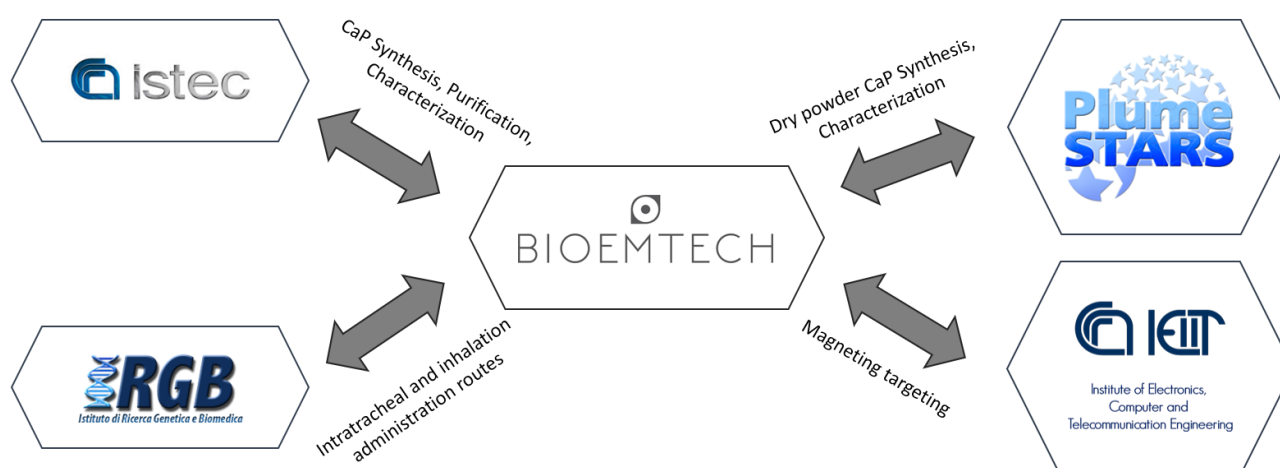 istec
CaP Synthesis, Purification,
Characterization
Dry powder CaP Synthesis,
Characterization
Plume
STARS
BIOEMTECH
IRGB
Istituto di Ricerca Genetica e Biomedica
Intratracheal and inhalation
administration routes
Magneting targeting
IEIIT
Institute of Electronics,
Computer and
Telecommunication Engineering